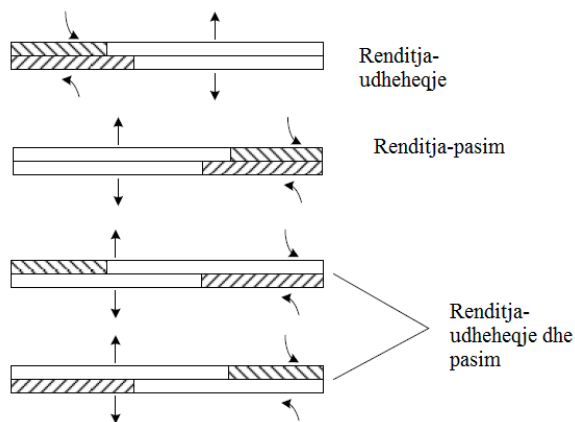 Renditja-
udheheqje
Renditja-pasim
Renditja-
udheheqje dhe
pasim